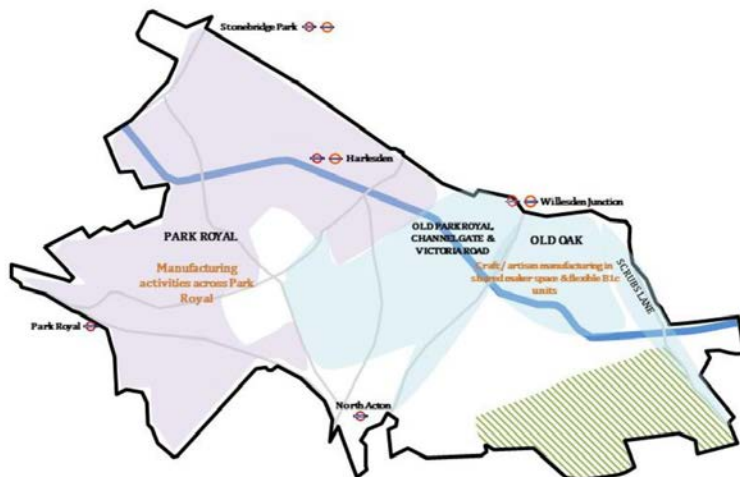 Stonebridge Park
Harlesden
Willesden Junction
PARK ROYAL
Manufacturing
activities across Park
Royal
OLD PARK ROYAL,
CHANNELGATE &
VICTORIA ROAD
OLD OAK
Craft / artisan manufacturing in
shared maker space & flexible B1c
units
SCRUBS LANE
Park Royal
North Acton